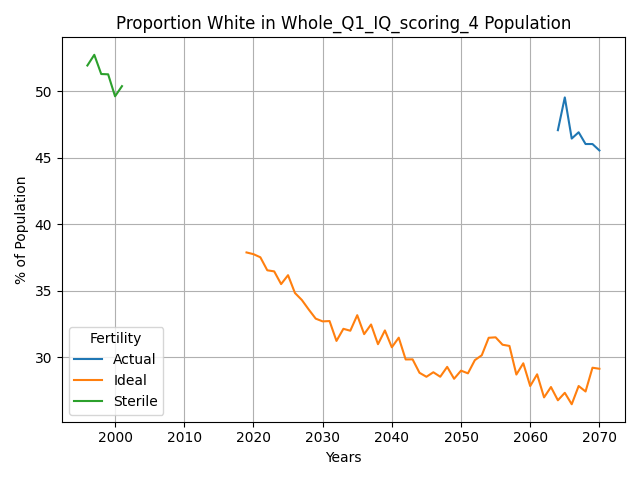 Proportion White in Whole_Q1_IQ_scoring_4 Population
% of Population
50
45
40
35
30
Fertility
Actual
Ideal
Sterile
2000 2010 2020 2030 2040 2050 2060 2070
Years